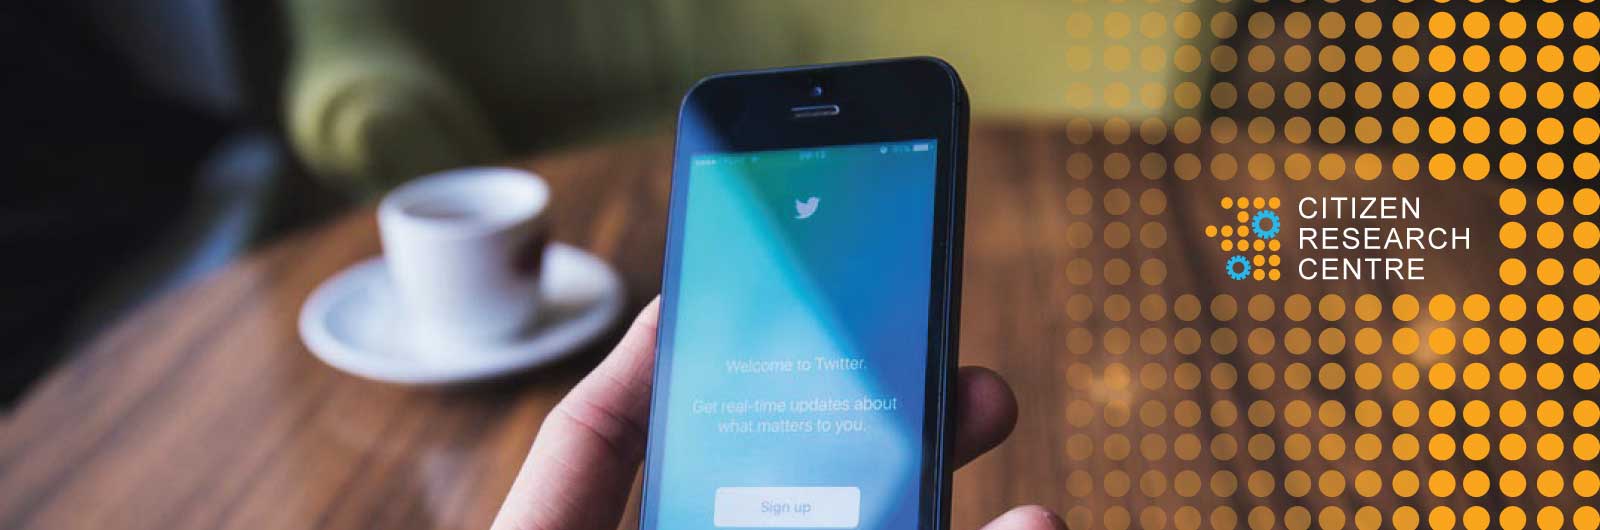 Welcome to Twitter.
Get real-time updates about
what matters to you.
Sign up
CITIZEN
RESEARCH
CENTRE